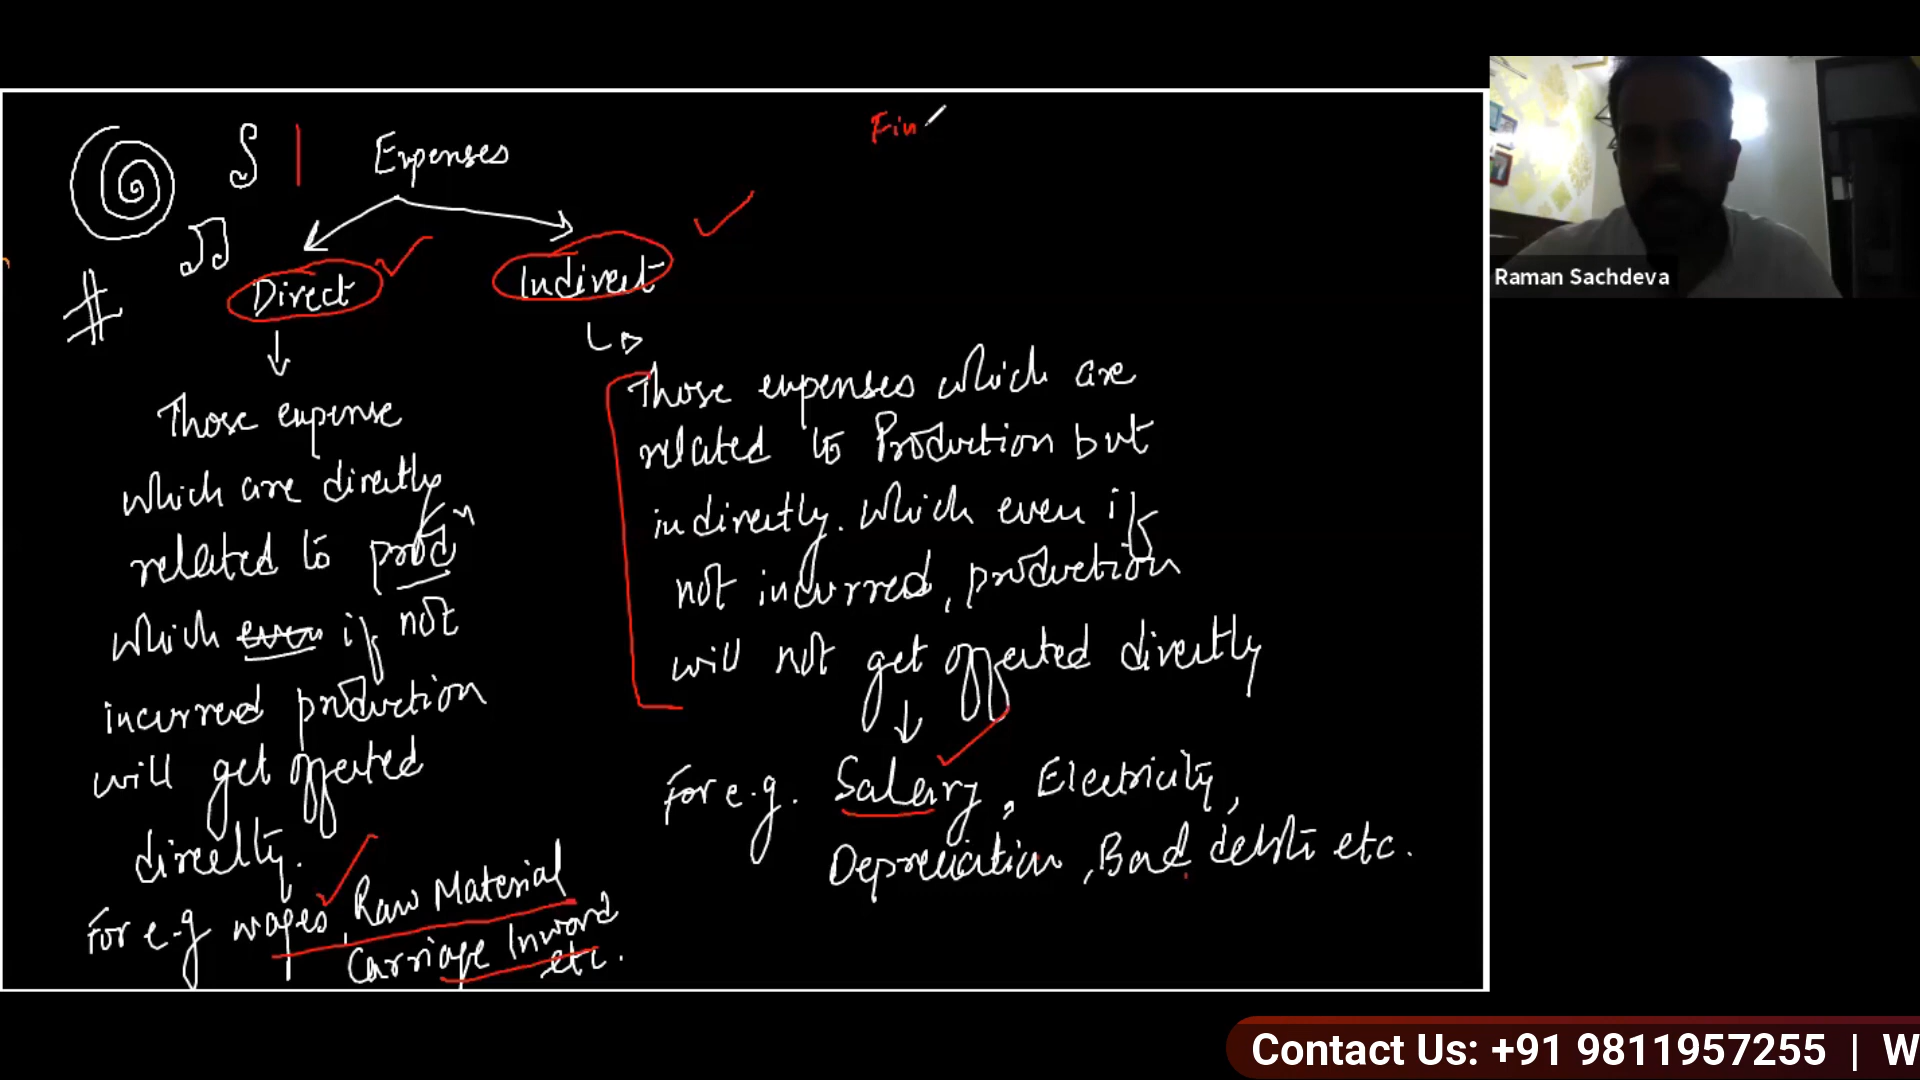 Fin
Expenses
Direct
Indirect
Those expense
which are directly
related to prodn
which even if not
incurred production
will get affected
directly.
For e.g wages, Raw Material
Carriage Inward
etc.
Those expenses which are
related to Production but
indirectly. which even if
not incurred, production
will not get affected directly
For e.g. Salary, Electricity,
Depreciation, Bad debts etc.
Raman Sachdeva
Contact Us: +91 9811957255 | W